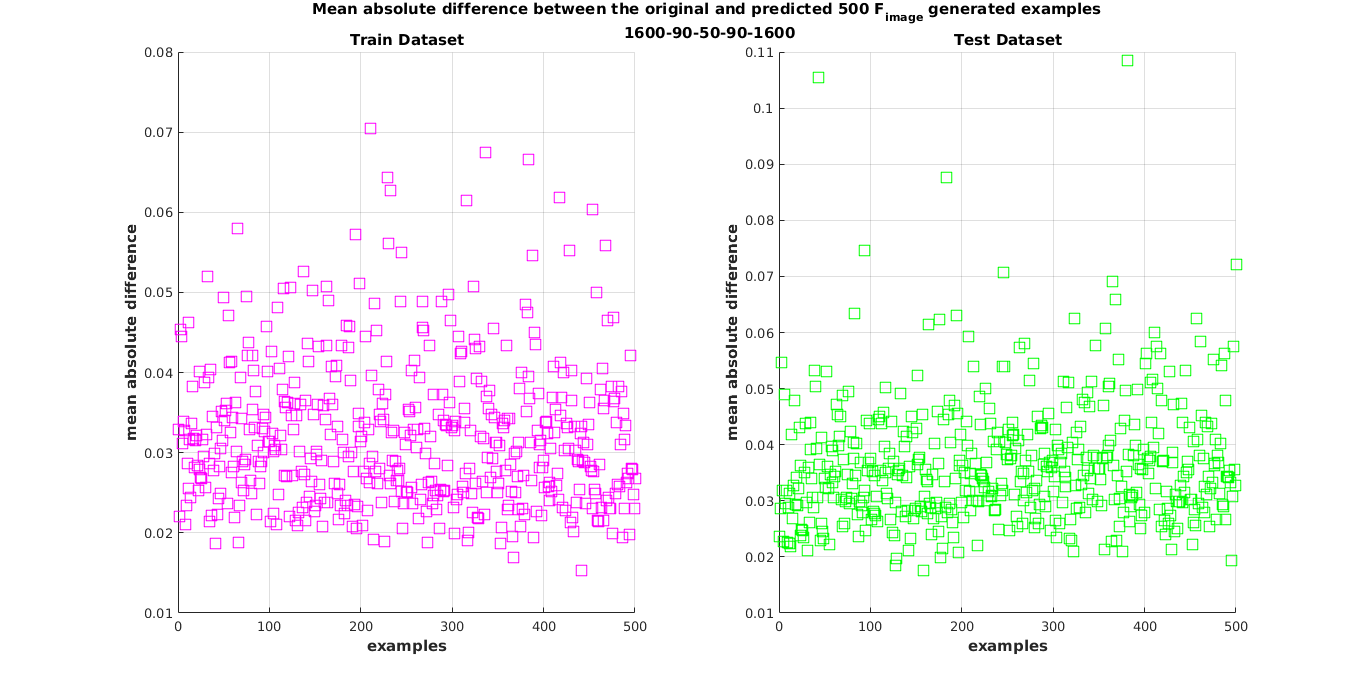 Mean absolute difference between the original and predicted 500 F_image generated examples
1600-90-50-90-1600
Train Dataset
mean absolute difference
0.08
0.07
0.06
0.05
0.04
0.03
0.02
0.01
0 100 200 300 400 500
examples
Test Dataset
mean absolute difference
0.11
0.1
0.09
0.08
0.07
0.06
0.05
0.04
0.03
0.02
0.01
0 100 200 300 400 500
examples